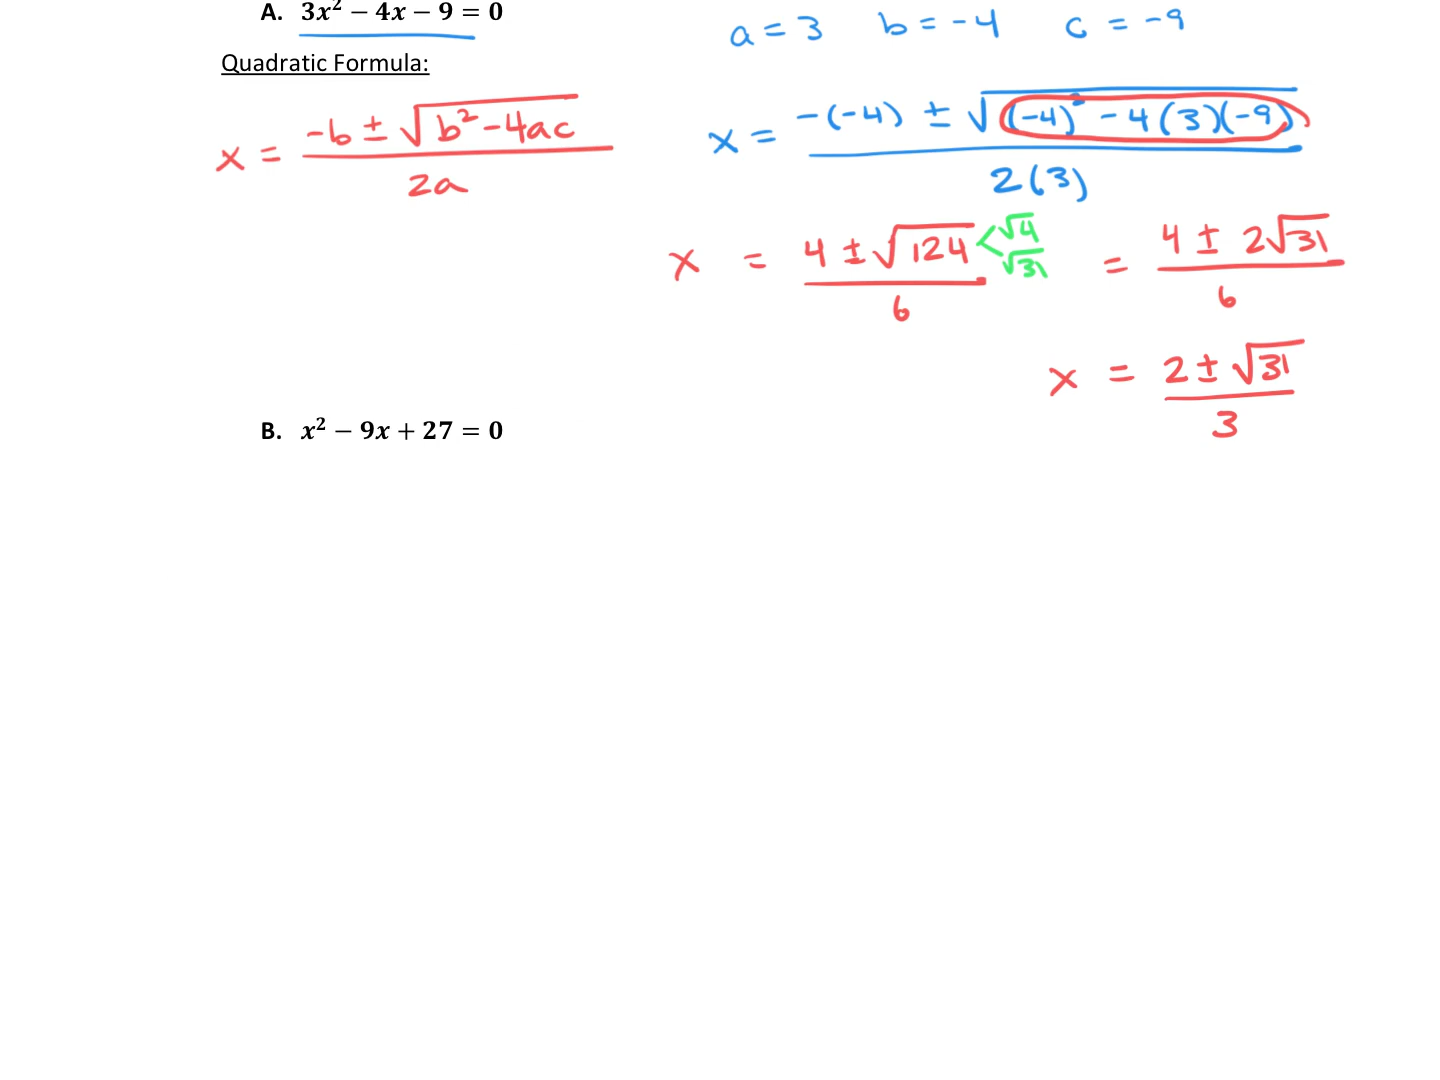 A. 3x² − 4x − 9 = 0
a = 3 b = -4 c = -9
Quadratic Formula:
x = (-b ± √(b²-4ac)) / 2a
x = (-(-4) ± √((-4)² - 4(3)(-9))) / 2(3)
x = (4 ± √124) / 6 < √4 √31 = (4 ± 2√31) / 6
x = (2 ± √31) / 3
B. x² − 9x + 27 = 0